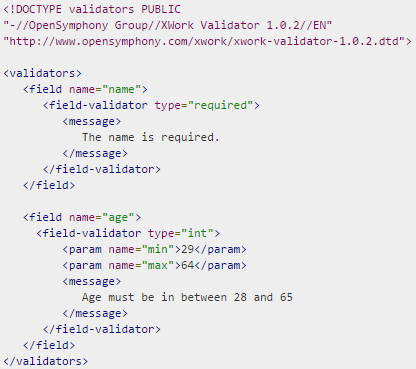 <!DOCTYPE validators PUBLIC
"-//OpenSymphony Group//XWork Validator 1.0.2//EN"
"http://www.opensymphony.com/xwork/xwork-validator-1.0.2.dtd">

<validators>
   <field name="name">
      <field-validator type="required">
         <message>
            The name is required.
         </message>
      </field-validator>
   </field>

   <field name="age">
     <field-validator type="int">
         <param name="min">29</param>
         <param name="max">64</param>
         <message>
            Age must be in between 28 and 65
         </message>
      </field-validator>
   </field>
</validators>